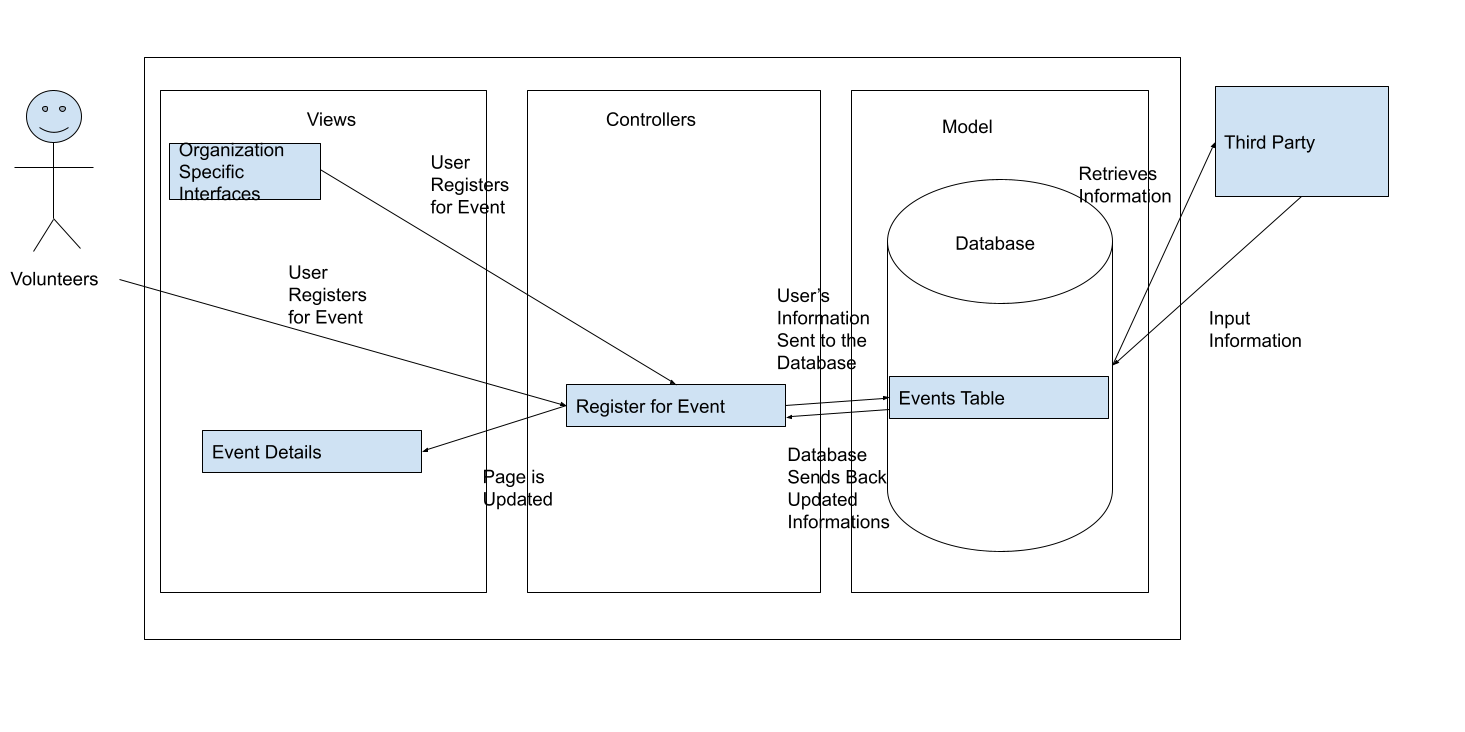 Views
Controllers
Model
Organization
Specific
Interfaces
User
Registers
for Event
Retrieves
Information
Third Party
Database
Volunteers
User
Registers
for Event
User's
Information
Sent to the
Database
Input
Information
Register for Event
Events Table
Event Details
Page is
Updated
Database
Sends Back
Updated
Informations